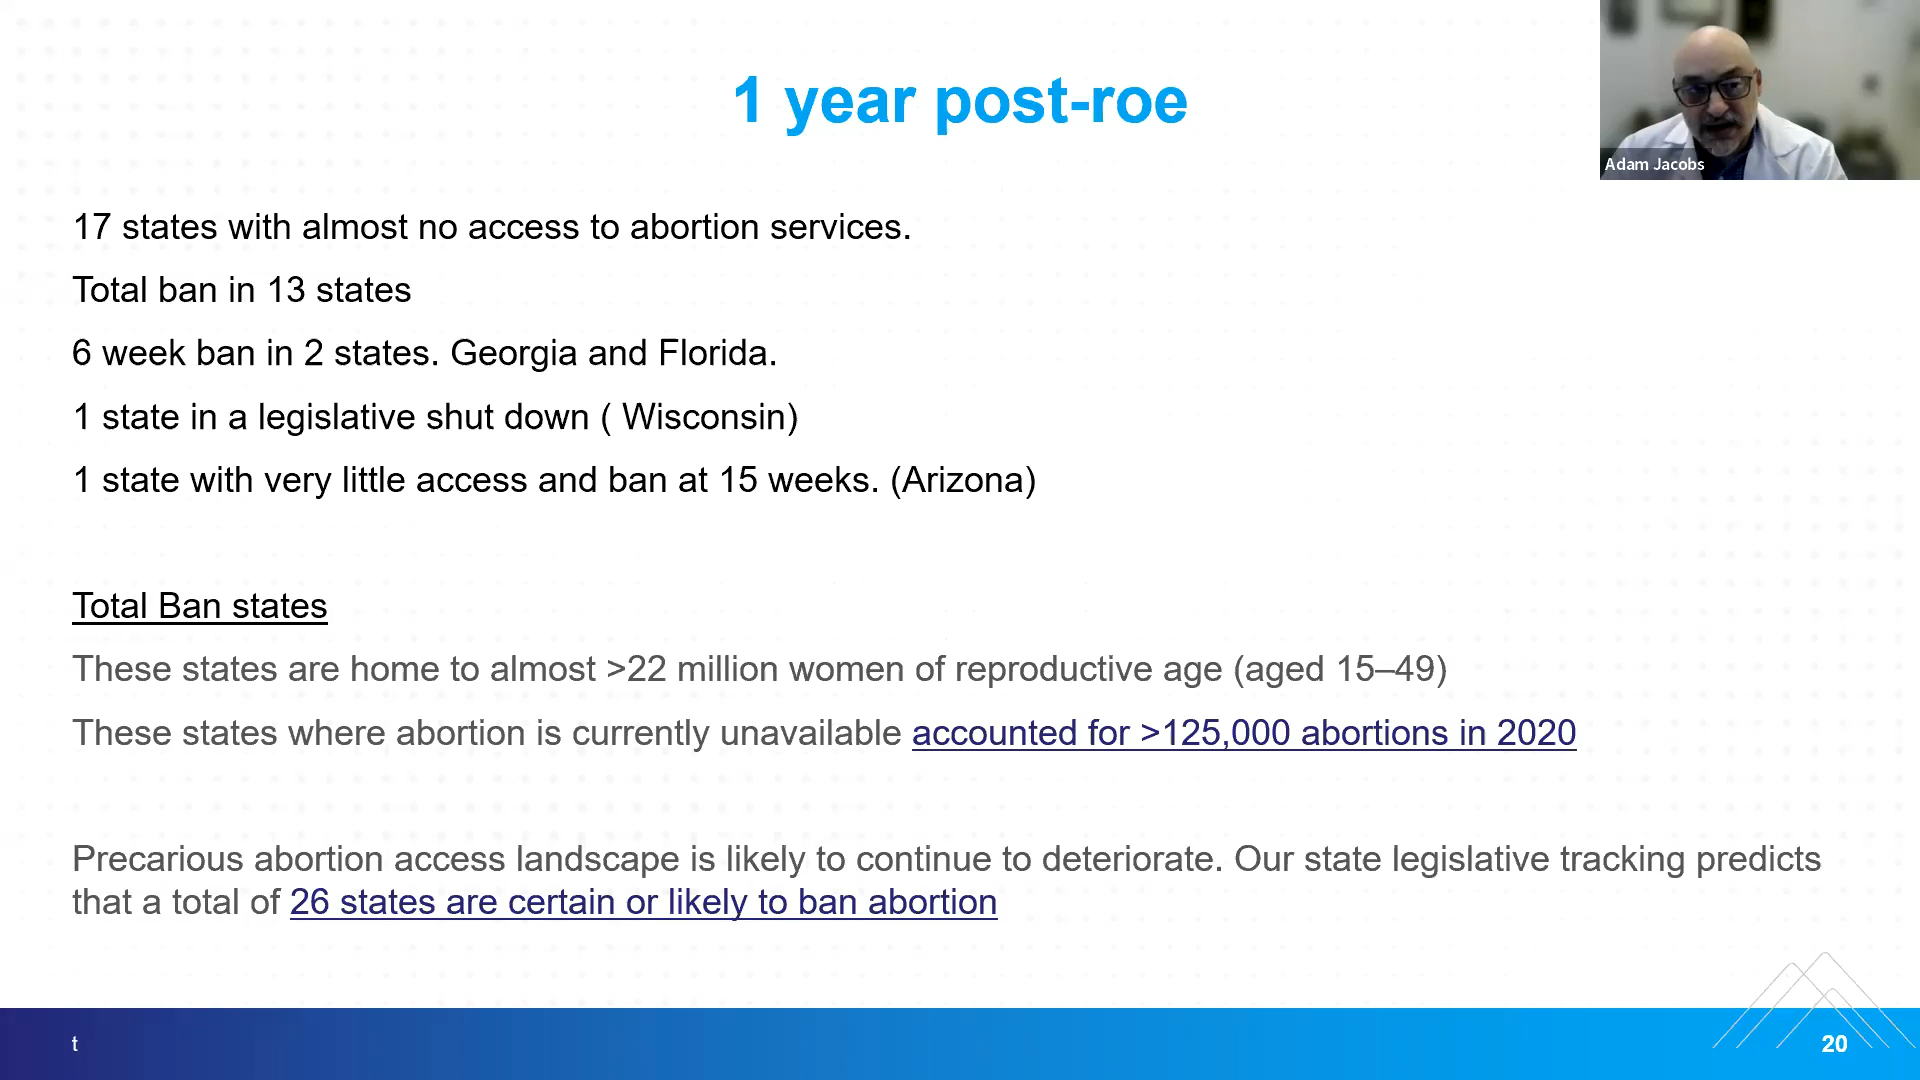 1 year post-roe
Adam Jacobs
17 states with almost no access to abortion services.
Total ban in 13 states
6 week ban in 2 states. Georgia and Florida.
1 state in a legislative shut down ( Wisconsin)
1 state with very little access and ban at 15 weeks. (Arizona)
Total Ban states
These states are home to almost >22 million women of reproductive age (aged 15–49)
These states where abortion is currently unavailable accounted for >125,000 abortions in 2020
Precarious abortion access landscape is likely to continue to deteriorate. Our state legislative tracking predicts
that a total of 26 states are certain or likely to ban abortion
t
20